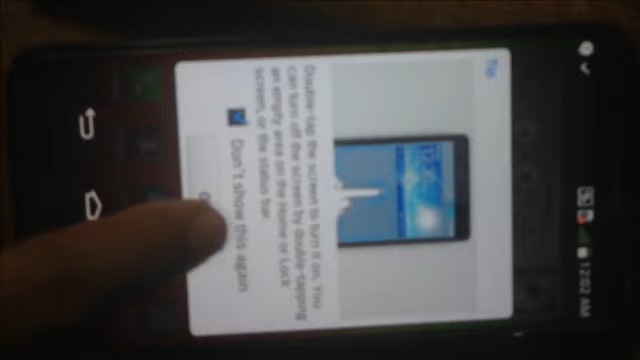 12:02 AM
Tip
Double-tap the screen to turn it on. You
can turn off the screen by double-tapping
an empty area on the Home or Lock
screen, or the status bar.
Don't show this again